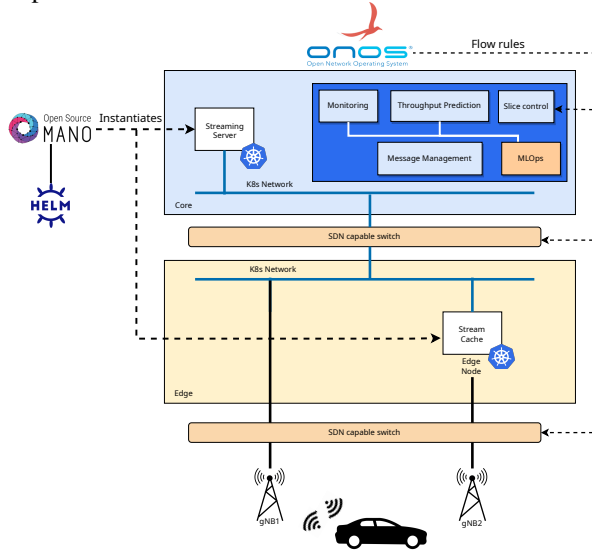 onos
Open Network Operating System
Flow rules
Open Source
MANO
HELM
Instantiates
Streaming
Server
Monitoring
Throughput Prediction
Slice control
Message Management
MLOps
K8s Network
Core
SDN capable switch
K8s Network
Stream
Cache
Edge
Node
Edge
SDN capable switch
gNB1
gNB2